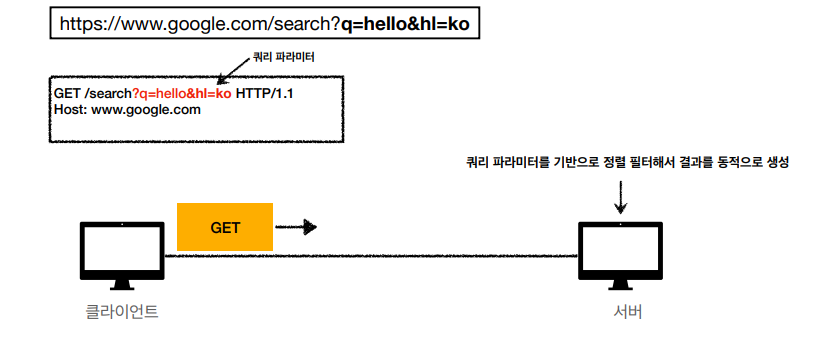 https://www.google.com/search?q=hello&hl=ko
쿼리 파라미터
GET /search?q=hello&hl=ko HTTP/1.1
Host: www.google.com
쿼리 파라미터를 기반으로 정렬 필터해서 결과를 동적으로 생성
GET
클라이언트
서버